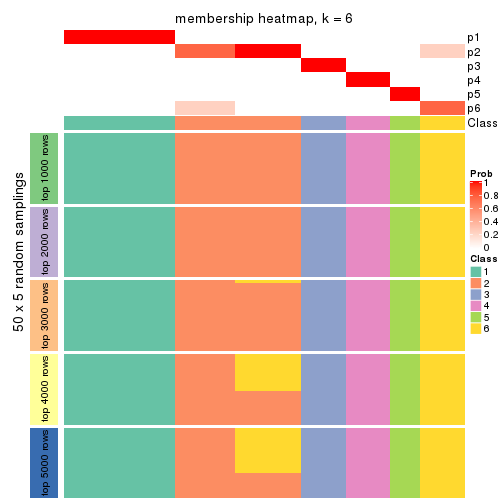 membership heatmap, k = 6
p1
p2
p3
p4
p5
p6
Class
50 x 5 random samplings
top 1000 rows
top 2000 rows
top 3000 rows
top 4000 rows
top 5000 rows
Prob
1
0.8
0.6
0.4
0.2
0
Class
1
2
3
4
5
6